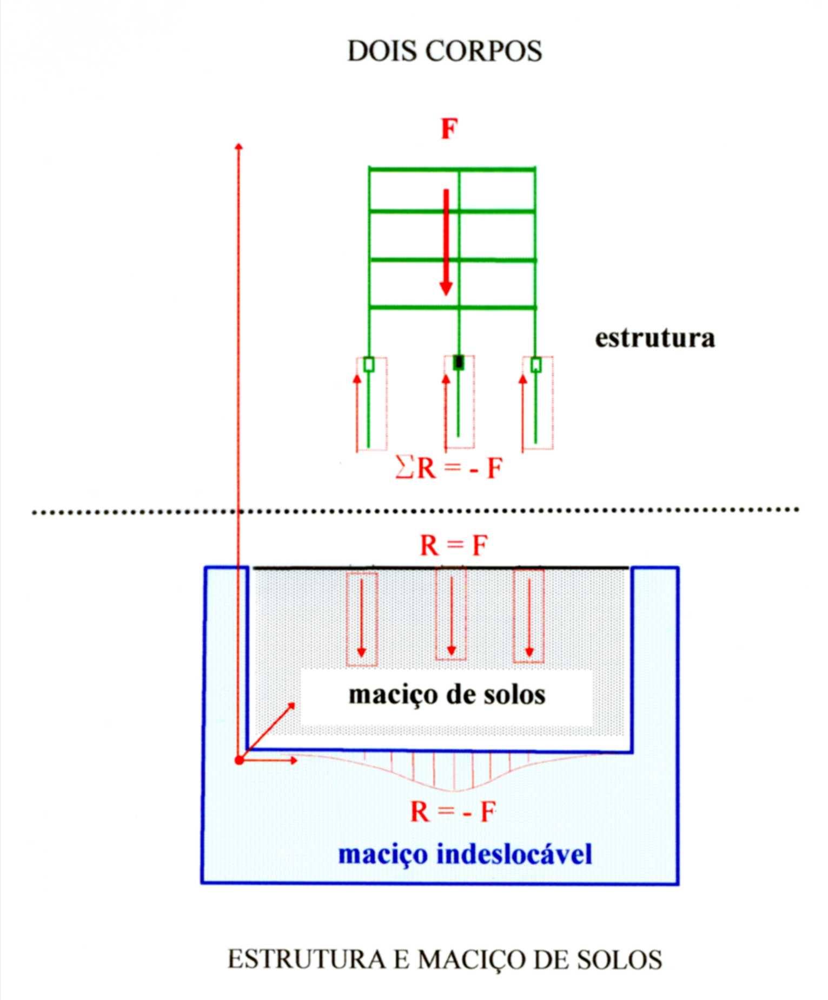 DOIS CORPOS
F
estrutura
∑R = - F
R = F
maciço de solos
R = - F
maciço indeslocável
ESTRUTURA E MACIÇO DE SOLOS